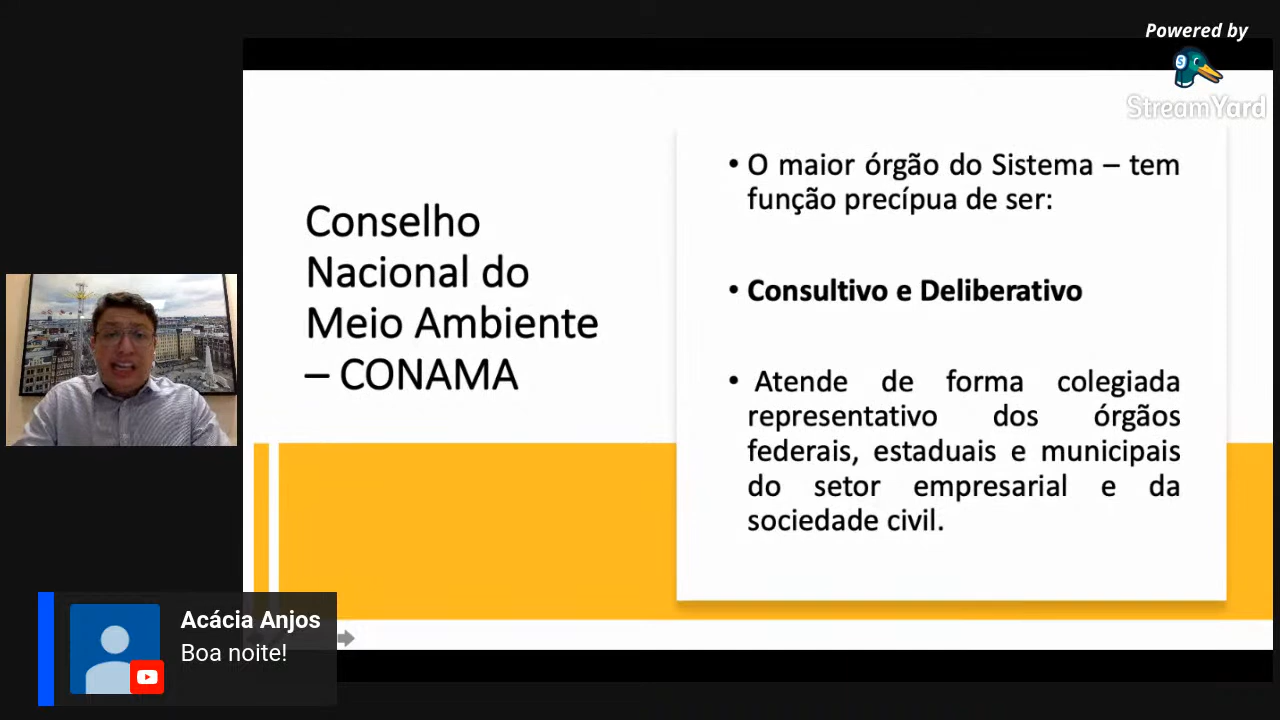 Powered by
StreamYard
Conselho
Nacional do
Meio Ambiente
– CONAMA
• O maior órgão do Sistema – tem
função precípua de ser:
• Consultivo e Deliberativo
• Atende de forma colegiada
representativo dos órgãos
federais, estaduais e municipais
do setor empresarial e da
sociedade civil.
Acácia Anjos
Boa noite!